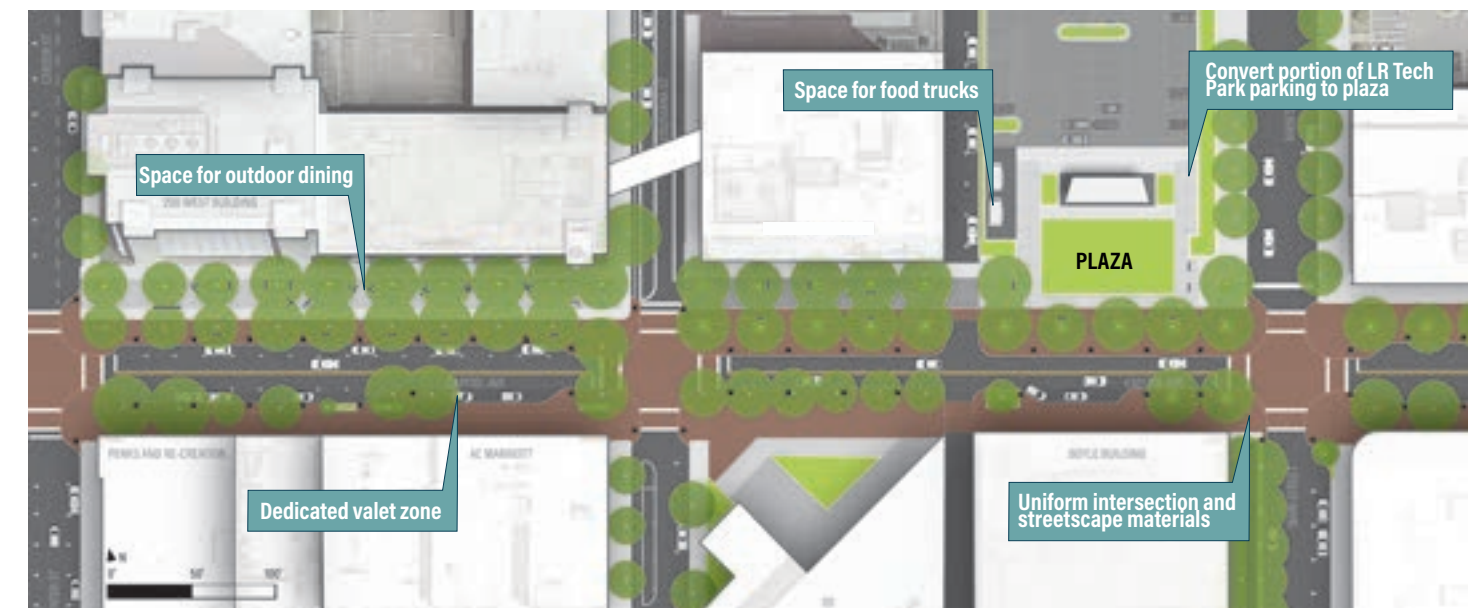 Convert portion of LR Tech
Park parking to plaza
Space for food trucks
Space for outdoor dining
PLAZA
AC MARRIOTT
BOYLE BUILDING
Dedicated valet zone
Uniform intersection and
streetscape materials
N
0' 50' 100'